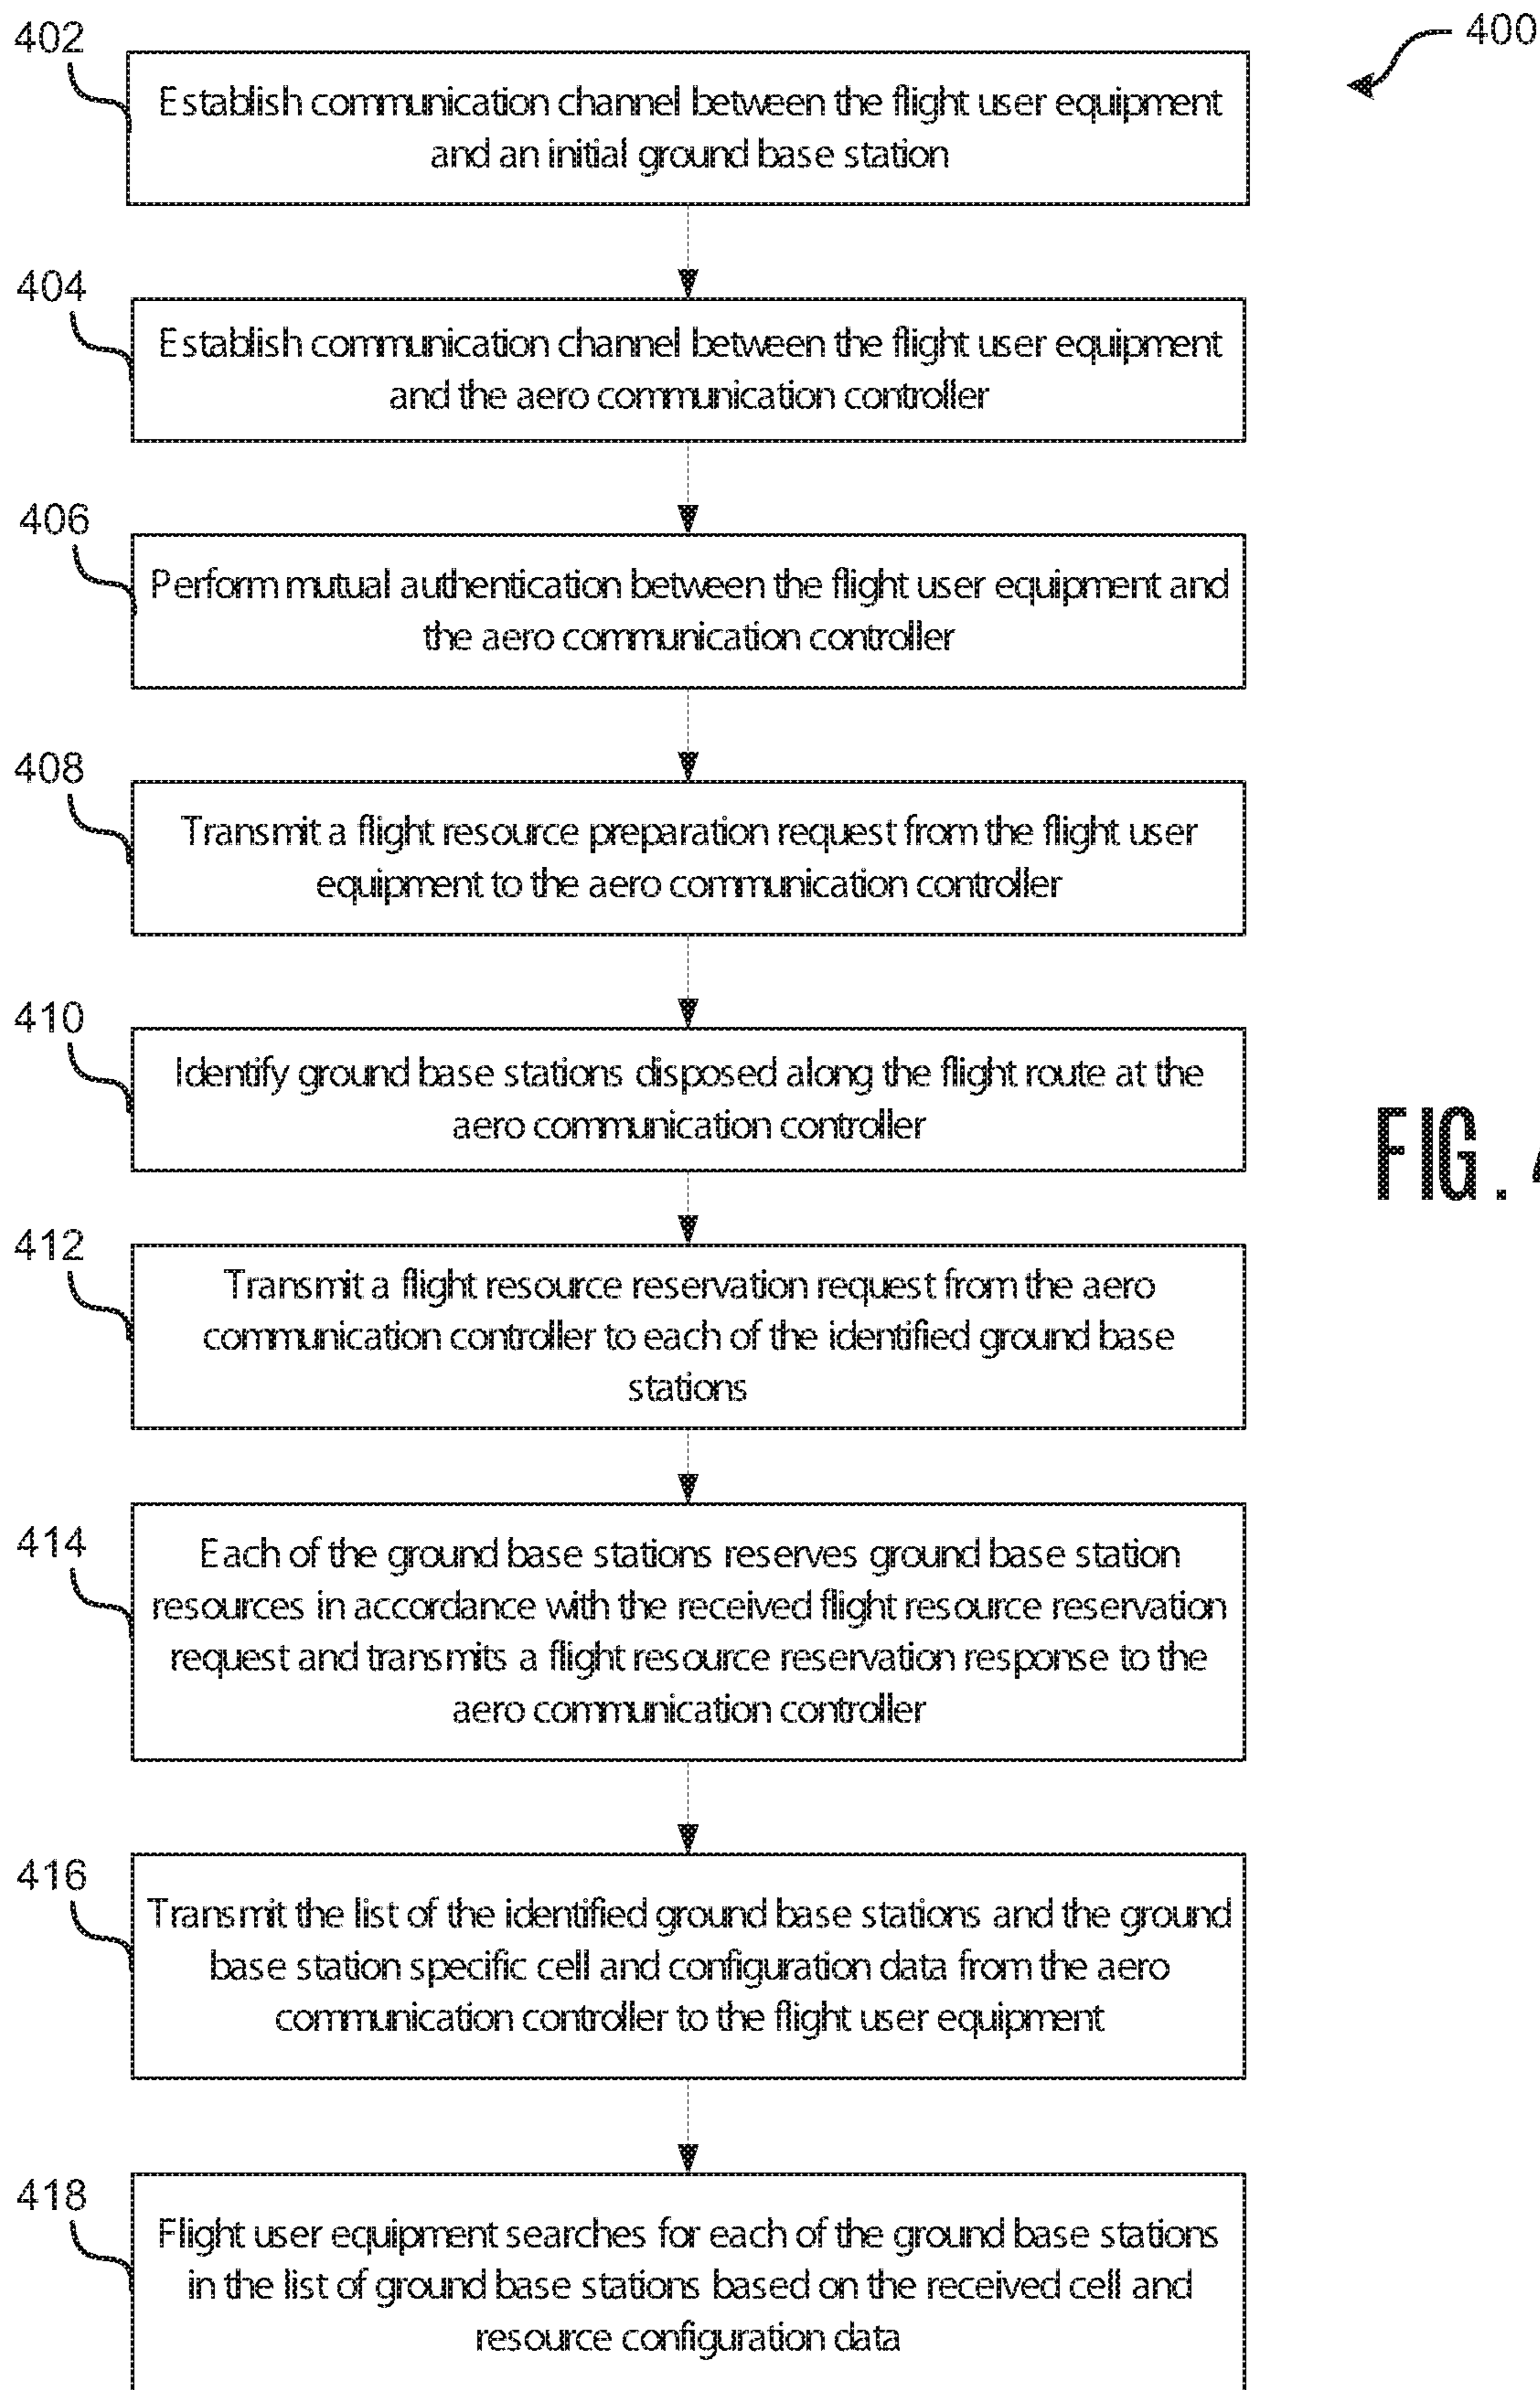 400
402
Establish communication channel between the flight user equipment
and an initial ground base station
404
Establish communication channel between the flight user equipment
and the aero communication controller
406
Perform mutual authentication between the flight user equipment and
the aero communication controller
408
Transmit a flight resource preparation request from the flight user
equipment to the aero communication controller
410
Identify ground base stations disposed along the flight route at the
aero communication controller
FIG. 4
412
Transmit a flight resource reservation request from the aero
communication controller to each of the identified ground base
stations
414
Each of the ground base stations reserves ground base station
resources in accordance with the received flight resource reservation
request and transmits a flight resource reservation response to the
aero communication controller
416
Transmit the list of the identified ground base stations and the ground
base station specific cell and configuration data from the aero
communication controller to the flight user equipment
418
Flight user equipment searches for each of the ground base stations
in the list of ground base stations based on the received cell and
resource configuration data